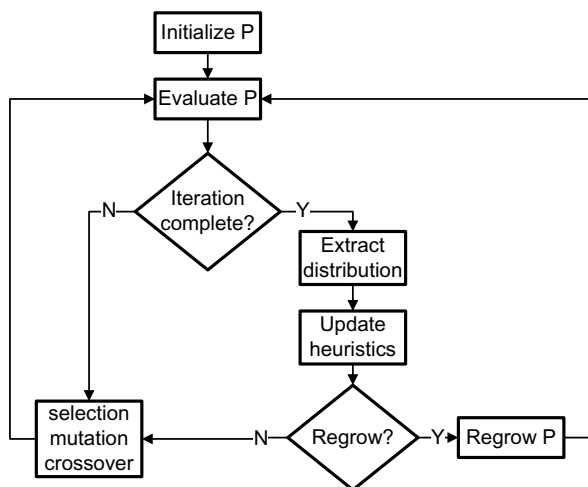 Initialize P
Evaluate P
Iteration
complete?
N
Y
Extract
distribution
Update
heuristics
selection
mutation
crossover
N
Regrow?
Y
Regrow P